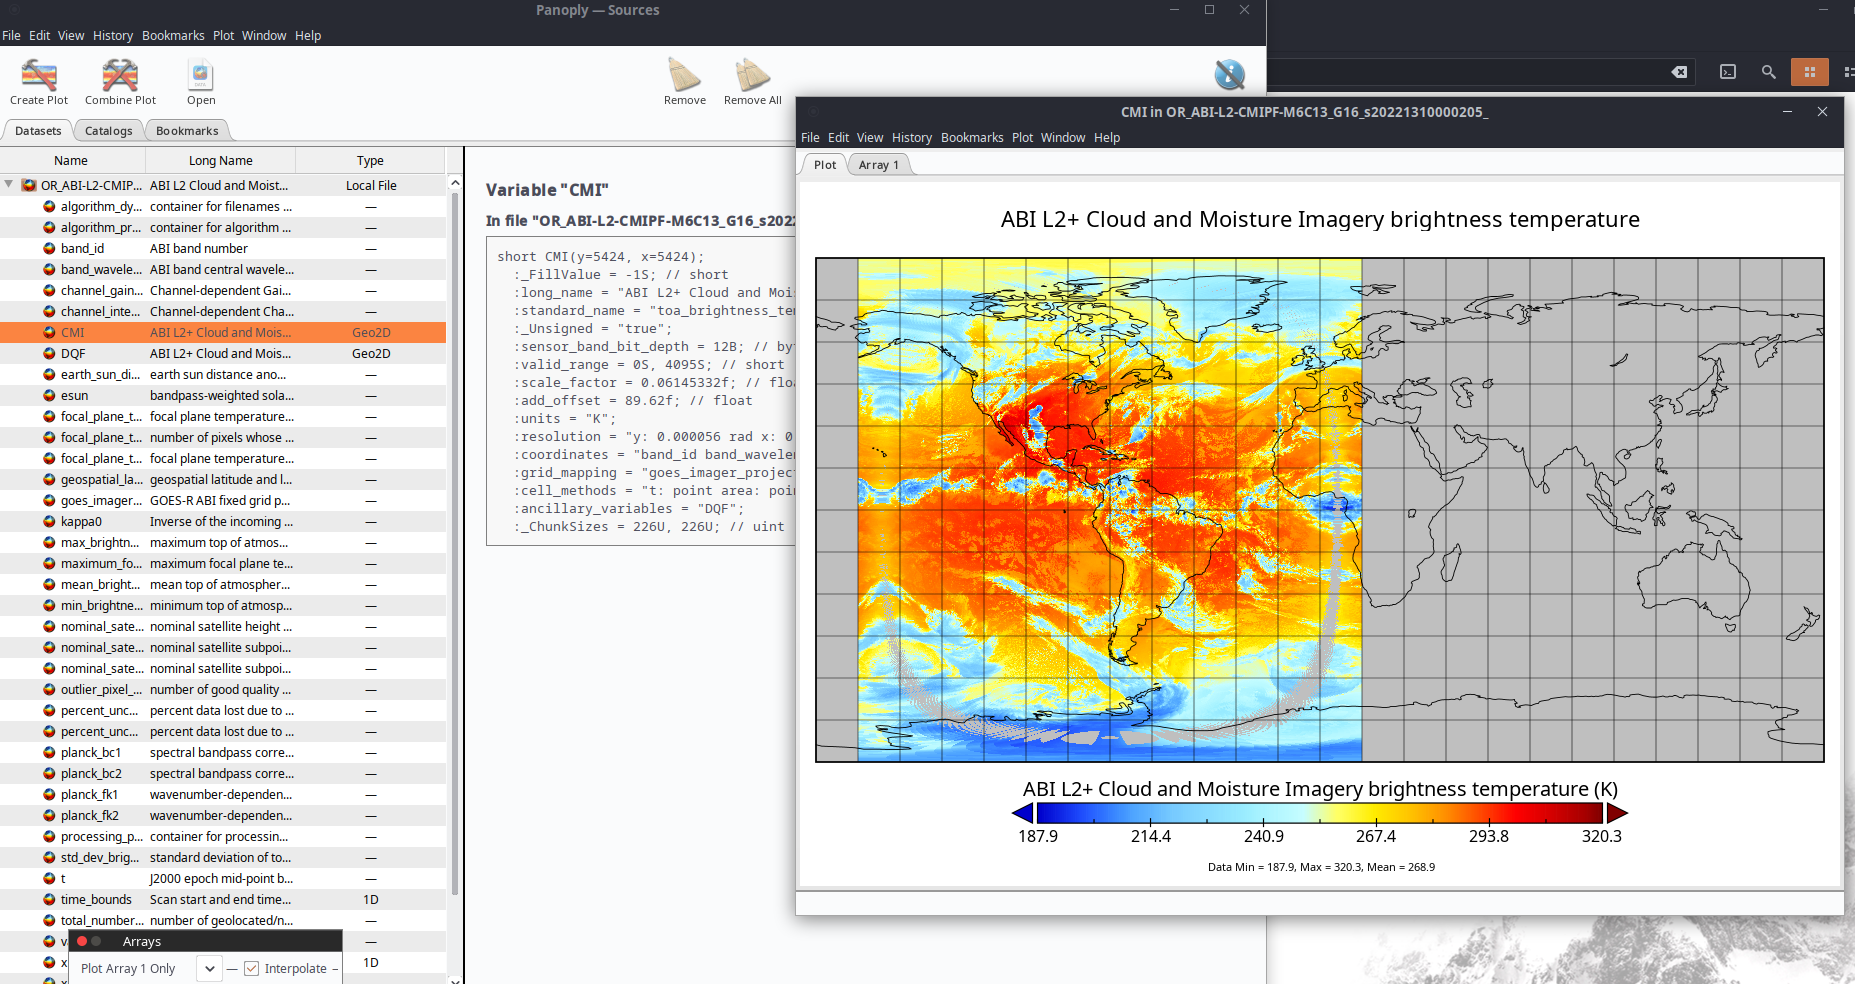 Panoply — Sources
File Edit View History Bookmarks Plot Window Help
Create Plot Combine Plot Open Remove Remove All
Datasets Catalogs Bookmarks
Name Long Name Type
OR_ABI-L2-CMIP... ABI L2 Cloud and Moist... Local File
algorithm_dy... container for filenames ... —
algorithm_pr... container for algorithm ... —
band_id ABI band number —
band_wavele... ABI band central wavele... —
channel_gain... Channel-dependent Gai... —
channel_inte... Channel-dependent Cha... —
CMI ABI L2+ Cloud and Mois... Geo2D
DQF ABI L2+ Cloud and Mois... Geo2D
earth_sun_di... earth sun distance ano... —
esun bandpass-weighted sola... —
focal_plane_t... focal plane temperature... —
focal_plane_t... number of pixels whose ... —
focal_plane_t... focal plane temperature... —
geospatial_la... geospatial latitude and l... —
goes_imager... GOES-R ABI fixed grid p... —
kappa0 Inverse of the incoming ... —
max_brightn... maximum top of atmos... —
maximum_fo... maximum focal plane te... —
mean_bright... mean top of atmospher... —
min_brightne... minimum top of atmosp... —
nominal_sate... nominal satellite height ... —
nominal_sate... nominal satellite subpoi... —
nominal_sate... nominal satellite subpoi... —
outlier_pixel_... number of good quality ... —
percent_unc... percent data lost due to ... —
percent_unc... percent data lost due to ... —
planck_bc1 spectral bandpass corre... —
planck_bc2 spectral bandpass corre... —
planck_fk1 wavenumber-dependen... —
planck_fk2 wavenumber-dependen... —
processing_p... container for processin... —
std_dev_brig... standard deviation of to... —
t J2000 epoch mid-point b... —
time_bounds Scan start and end time... 1D
total_number... number of geolocated/n... —
v —
x 1D
Arrays
Plot Array 1 Only — Interpolate –
Variable "CMI"
In file "OR_ABI-L2-CMIPF-M6C13_G16_s202
short CMI(y=5424, x=5424);
:_FillValue = -1S; // short
:long_name = "ABI L2+ Cloud and Moi
:standard_name = "toa_brightness_te
:_Unsigned = "true";
:sensor_band_bit_depth = 12B; // by
:valid_range = 0S, 4095S; // short
:scale_factor = 0.06145332f; // flo
:add_offset = 89.62f; // float
:units = "K";
:resolution = "y: 0.000056 rad x: 0
:coordinates = "band_id band_wavele
:grid_mapping = "goes_imager_projec
:cell_methods = "t: point area: poi
:ancillary_variables = "DQF";
:_ChunkSizes = 226U, 226U; // uint
CMI in OR_ABI-L2-CMIPF-M6C13_G16_s20221310000205_
File Edit View History Bookmarks Plot Window Help
Plot Array 1
ABI L2+ Cloud and Moisture Imagery brightness temperature
ABI L2+ Cloud and Moisture Imagery brightness temperature (K)
187.9 214.4 240.9 267.4 293.8 320.3
Data Min = 187.9, Max = 320.3, Mean = 268.9